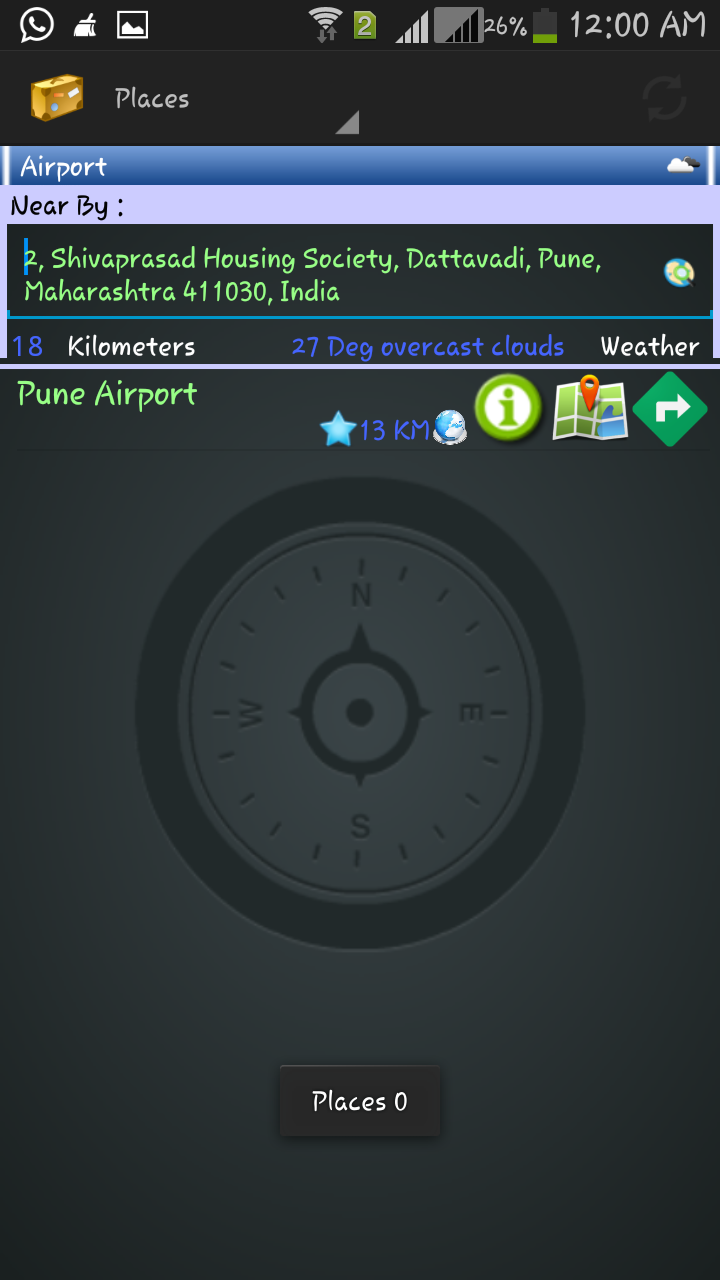 2 26% 12:00 AM
Places
Airport
Near By :
2, Shivaprasad Housing Society, Dattavadi, Pune,
Maharashtra 411030, India
18 Kilometers 27 Deg overcast clouds Weather
Pune Airport
13 KM
N
W E
S
Places 0